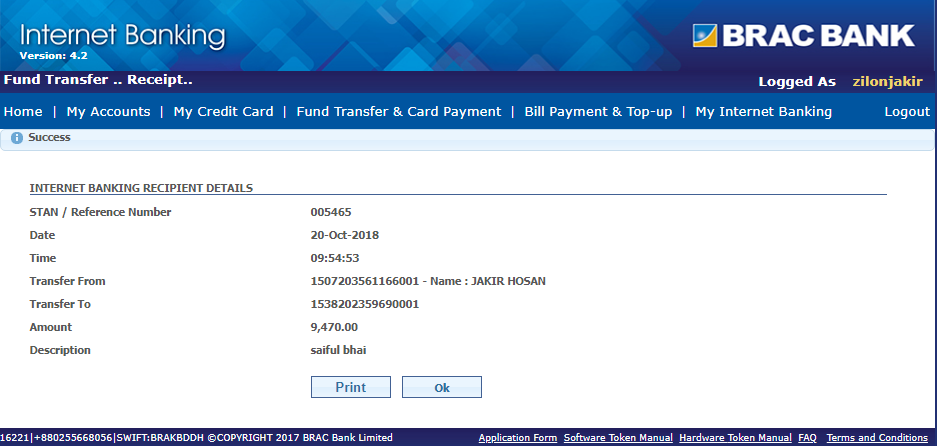 Internet Banking
Version: 4.2
BRAC BANK
Fund Transfer .. Receipt..
Logged As zilonjakir
Home | My Accounts | My Credit Card | Fund Transfer & Card Payment | Bill Payment & Top-up | My Internet Banking Logout
Success
INTERNET BANKING RECIPIENT DETAILS
STAN / Reference Number 005465
Date 20-Oct-2018
Time 09:54:53
Transfer From 1507203561166001 - Name : JAKIR HOSAN
Transfer To 1538202359690001
Amount 9,470.00
Description saiful bhai
Print Ok
16221|+880255668056|SWIFT:BRAKBDDH ©COPYRIGHT 2017 BRAC Bank Limited Application Form Software Token Manual Hardware Token Manual FAQ Terms and Conditions